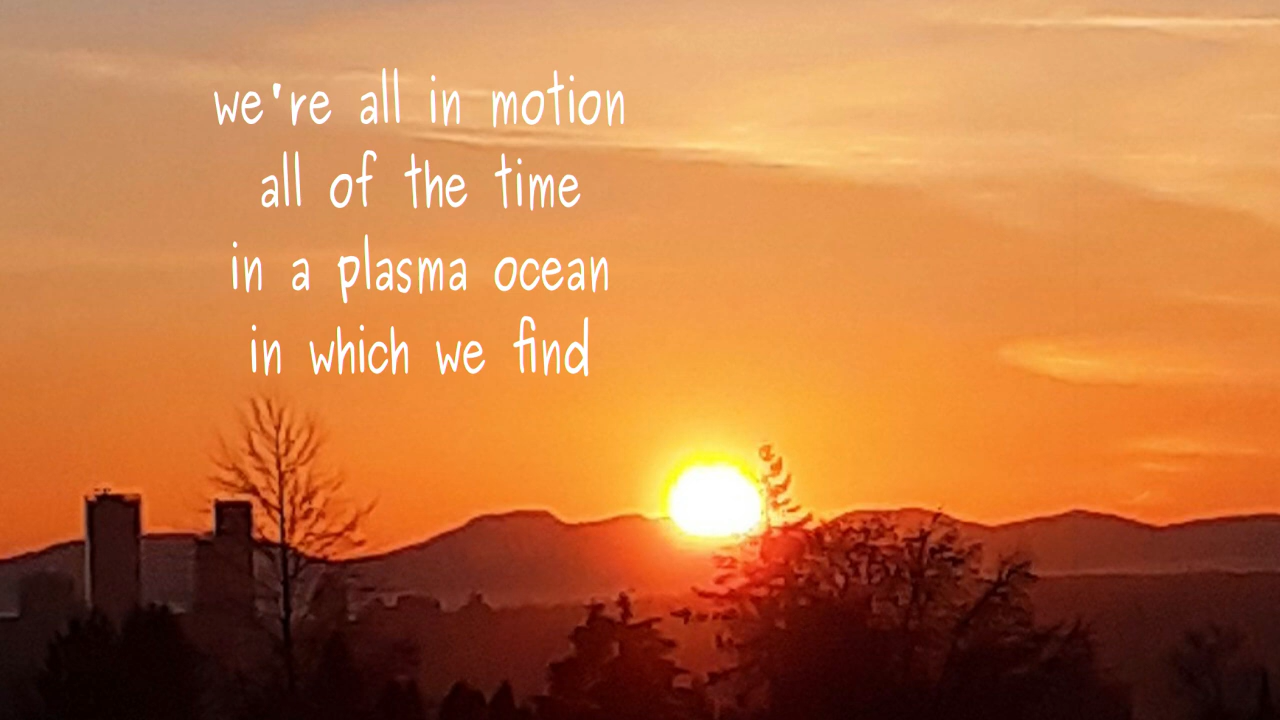 we're all in motion
all of the time
in a plasma ocean
in which we find